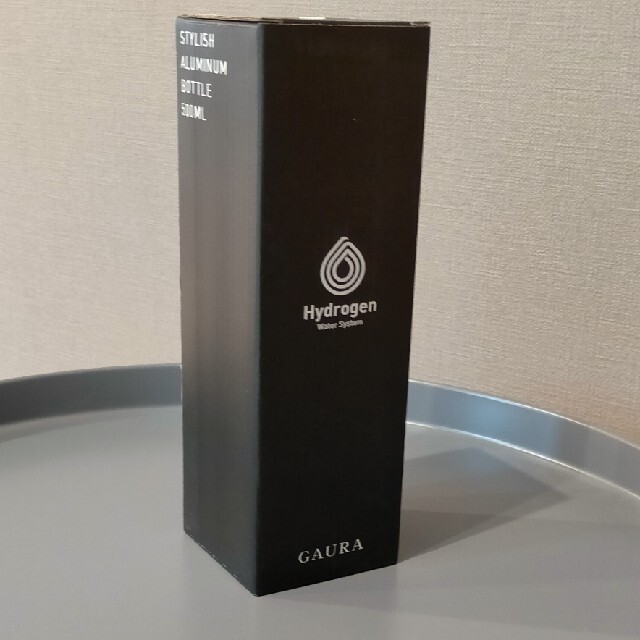 STYLISH
ALUMINUM
BOTTLE
500ML
Hydrogen
Water System
GAURA